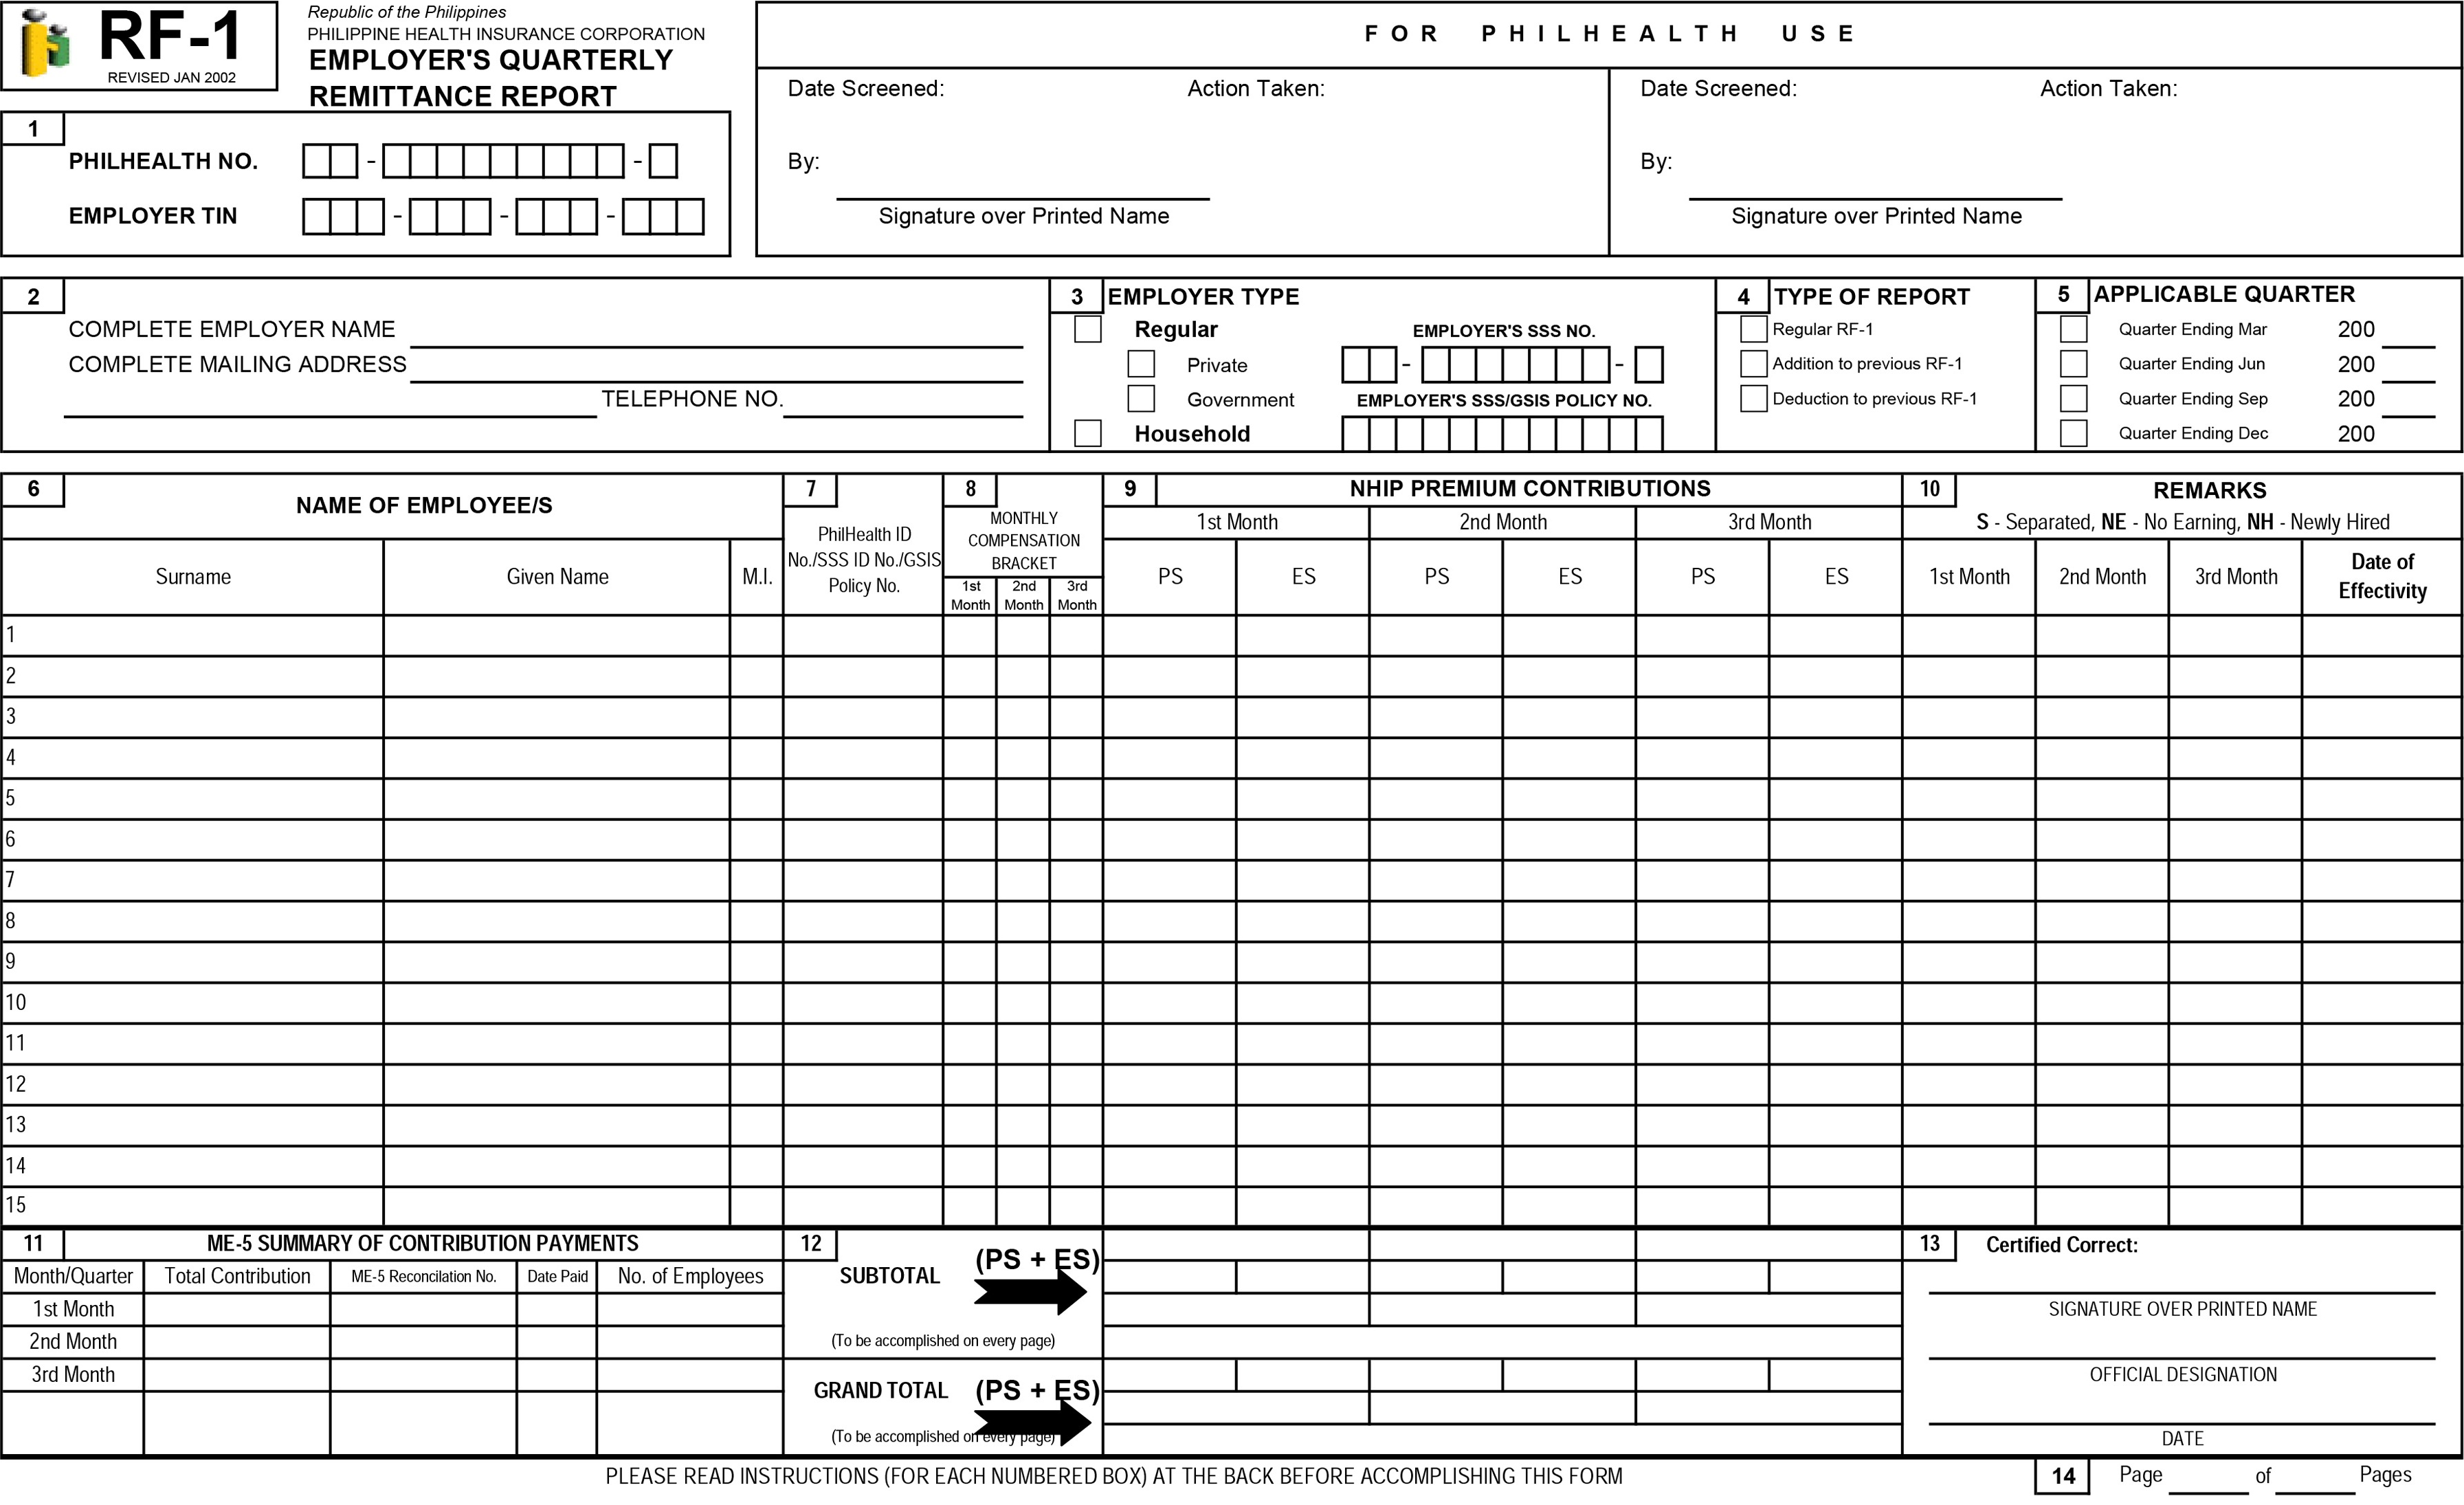 RF-1
REVISED JAN 2002
Republic of the Philippines
PHILIPPINE HEALTH INSURANCE CORPORATION
EMPLOYER'S QUARTERLY
REMITTANCE REPORT
FOR PHILHEALTH USE
Date Screened: Action Taken:
By:
Signature over Printed Name
Date Screened: Action Taken:
By:
Signature over Printed Name
1
PHILHEALTH NO. - -
EMPLOYER TIN - - -
2
COMPLETE EMPLOYER NAME
COMPLETE MAILING ADDRESS
TELEPHONE NO.
3 EMPLOYER TYPE
Regular
Private
Government
Household
EMPLOYER'S SSS NO.
- -
EMPLOYER'S SSS/GSIS POLICY NO.
4 TYPE OF REPORT
Regular RF-1
Addition to previous RF-1
Deduction to previous RF-1
5 APPLICABLE QUARTER
Quarter Ending Mar 200
Quarter Ending Jun 200
Quarter Ending Sep 200
Quarter Ending Dec 200
6 NAME OF EMPLOYEE/S
Surname Given Name M.I.
7
PhilHealth ID
No./SSS ID No./GSIS
Policy No.
8
MONTHLY
COMPENSATION
BRACKET
1st Month 2nd Month 3rd Month
9 NHIP PREMIUM CONTRIBUTIONS
1st Month 2nd Month 3rd Month
PS ES PS ES PS ES
10 REMARKS
S - Separated, NE - No Earning, NH - Newly Hired
1st Month 2nd Month 3rd Month Date of Effectivity
1
2
3
4
5
6
7
8
9
10
11
12
13
14
15
11 ME-5 SUMMARY OF CONTRIBUTION PAYMENTS
Month/Quarter Total Contribution ME-5 Reconcilation No. Date Paid No. of Employees
1st Month
2nd Month
3rd Month
12
SUBTOTAL (PS + ES)
(To be accomplished on every page)
GRAND TOTAL (PS + ES)
(To be accomplished on every page)
13 Certified Correct:
SIGNATURE OVER PRINTED NAME
OFFICIAL DESIGNATION
DATE
PLEASE READ INSTRUCTIONS (FOR EACH NUMBERED BOX) AT THE BACK BEFORE ACCOMPLISHING THIS FORM
14 Page of Pages